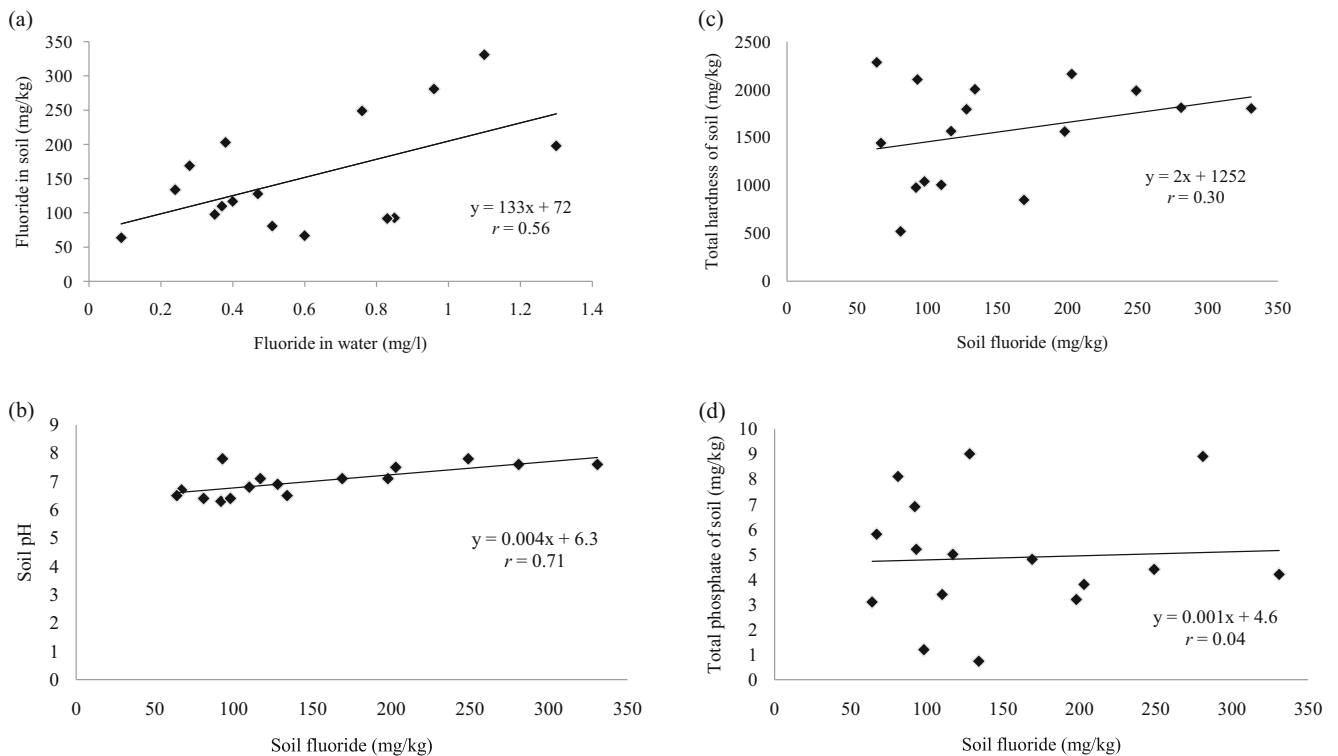 (a)
350
300
250
200
150
100
50
0
Fluoride in soil (mg/kg)
y = 133x + 72
r = 0.56
0 0.2 0.4 0.6 0.8 1 1.2 1.4
Fluoride in water (mg/l)
(b)
9
8
7
6
5
4
3
2
1
0
Soil pH
y = 0.004x + 6.3
r = 0.71
0 50 100 150 200 250 300 350
Soil fluoride (mg/kg)
(c)
2500
2000
1500
1000
500
0
Total hardness of soil (mg/kg)
y = 2x + 1252
r = 0.30
0 50 100 150 200 250 300 350
Soil fluoride (mg/kg)
(d)
10
9
8
7
6
5
4
3
2
1
0
Total phosphate of soil (mg/kg)
y = 0.001x + 4.6
r = 0.04
0 50 100 150 200 250 300 350
Soil fluoride (mg/kg)